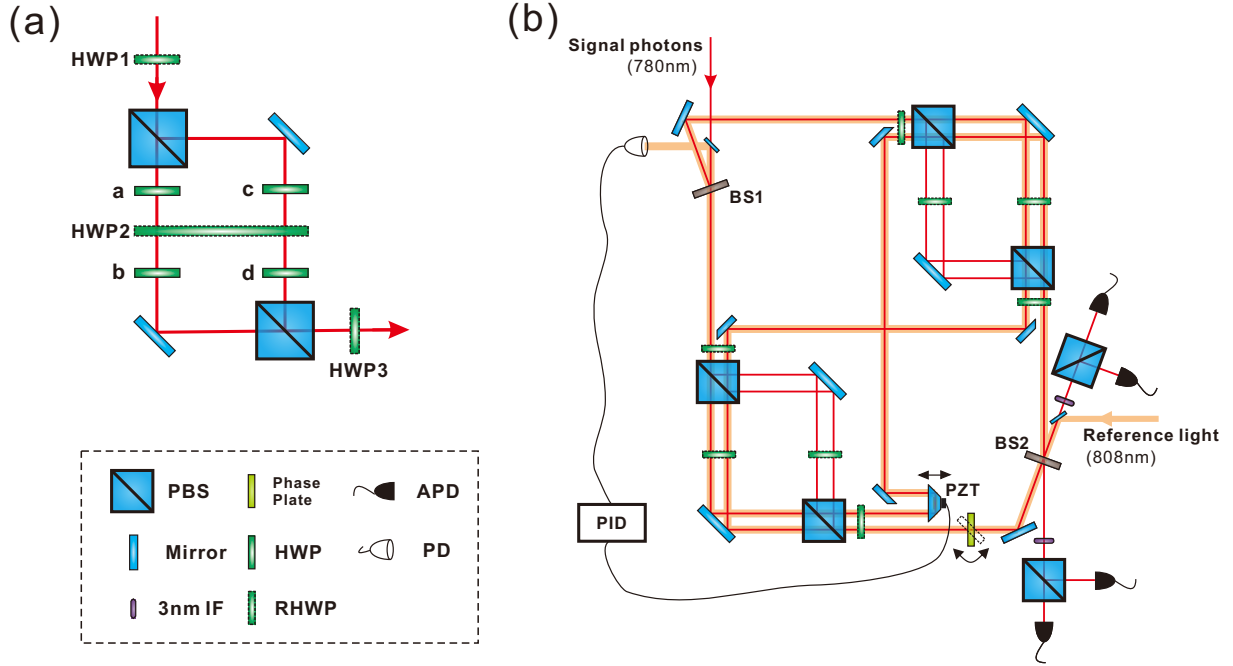 (a)
HWP1
a
c
HWP2
b
d
HWP3
PBS
Phase
Plate
APD
Mirror
HWP
PD
3nm IF
RHWP
(b)
Signal photons
(780nm)
BS1
BS2
Reference light
(808nm)
PZT
PID